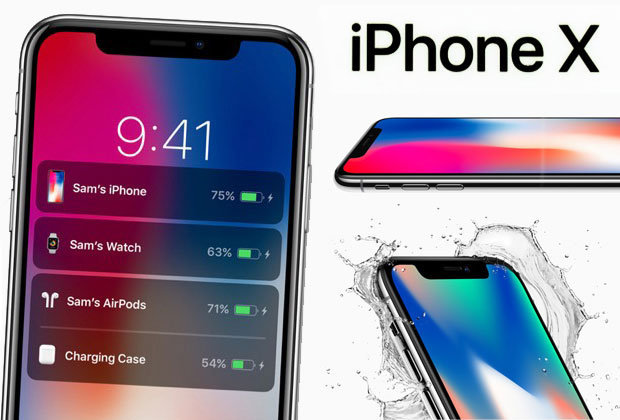 iPhone X
9:41
Sam's iPhone 75%
Sam's Watch 63%
Sam's AirPods 71%
Charging Case 54%